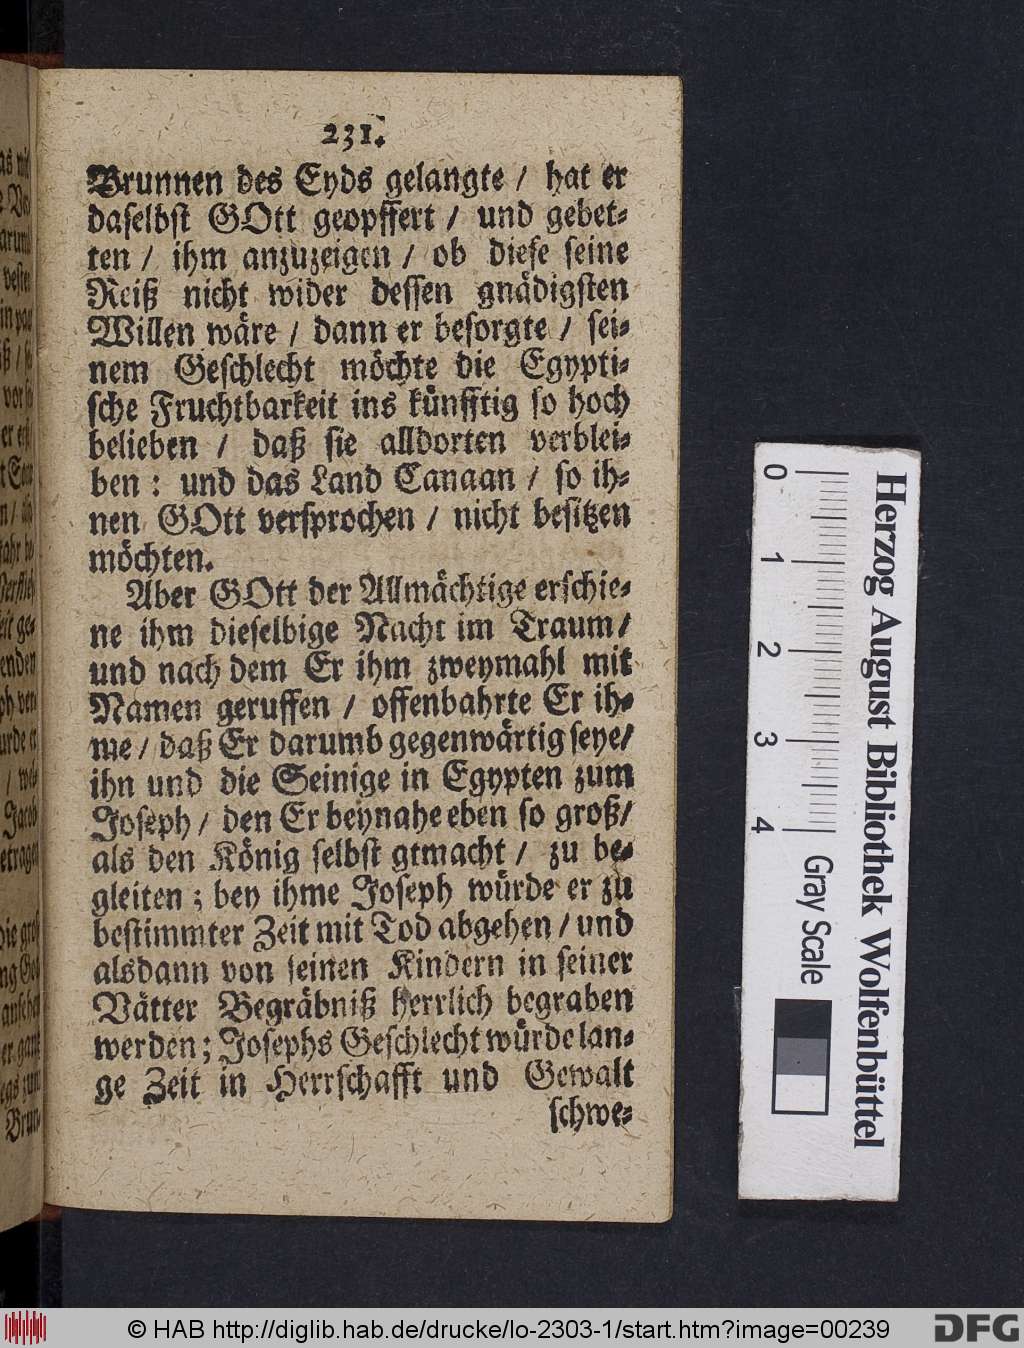 231.
Brunnen des Eyds gelangte / hat er
daselbst GOtt geopffert / und gebet-
ten / ihm anzuzeigen / ob diese seine
Reiß nicht wider dessen gnädigsten
Willen wäre / dann er besorgte / sei-
nem Geschlecht möchte die Egypti-
sche Fruchtbarkeit ins künfftig so hoch
belieben / daß sie alldorten verblei-
ben : und das Land Canaan / so ih-
nen GOtt versprochen / nicht besitzen
möchten.
Aber GOtt der Allmächtige erschie-
ne ihm dieselbige Nacht im Traum /
und nach dem Er ihm zweymahl mit
Namen geruffen / offenbahrte Er ih-
me / daß Er darumb gegenwärtig seye /
ihn und die Seinige in Egypten zum
Joseph / den Er beynahe eben so groß /
als den König selbst gtmacht / zu be-
gleiten ; bey ihme Joseph würde er zu
bestimmter Zeit mit Tod abgehen / und
alsdann von seinen Kindern in seiner
Vätter Begräbniß herrlich begraben
werden ; Josephs Geschlecht würde lan-
ge Zeit in Herrschafft und Gewalt
schwe-
Herzog August Bibliothek Wolfenbüttel
0 1 2 3 4 Gray Scale
© HAB http://diglib.hab.de/drucke/lo-2303-1/start.htm?image=00239
DFG